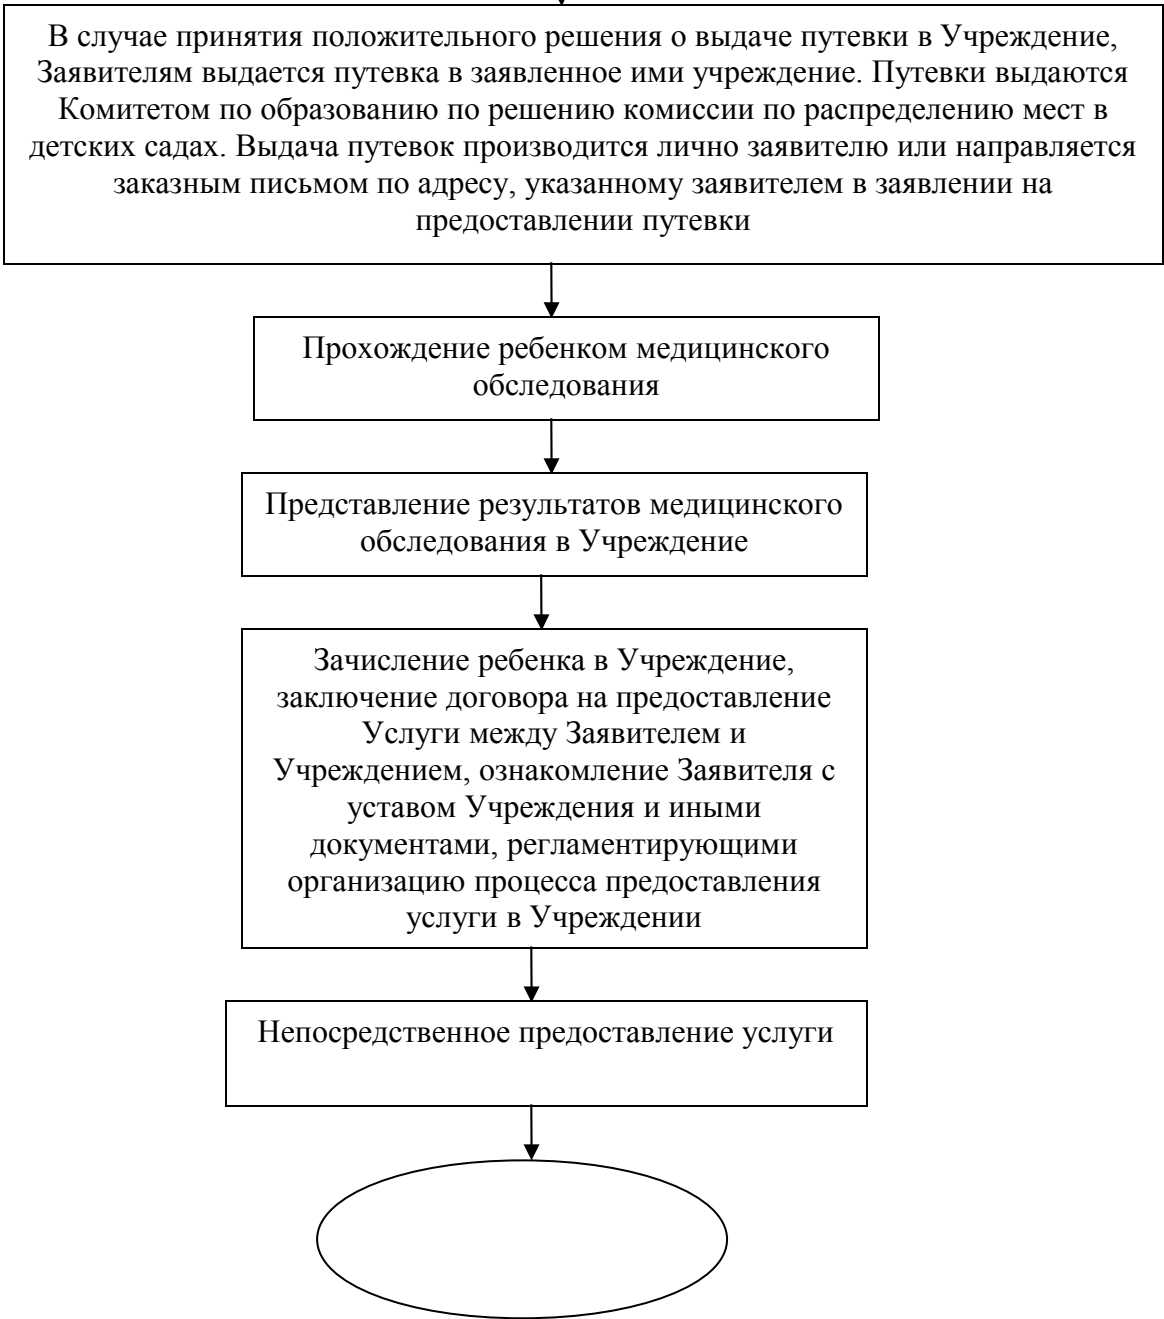 В случае принятия положительного решения о выдаче путевки в Учреждение,
Заявителям выдается путевка в заявленное ими учреждение. Путевки выдаются
Комитетом по образованию по решению комиссии по распределению мест в
детских садах. Выдача путевок производится лично заявителю или направляется
заказным письмом по адресу, указанному заявителем в заявлении на
предоставлении путевки
Прохождение ребенком медицинского
обследования
Представление результатов медицинского
обследования в Учреждение
Зачисление ребенка в Учреждение,
заключение договора на предоставление
Услуги между Заявителем и
Учреждением, ознакомление Заявителя с
уставом Учреждения и иными
документами, регламентирующими
организацию процесса предоставления
услуги в Учреждении
Непосредственное предоставление услуги